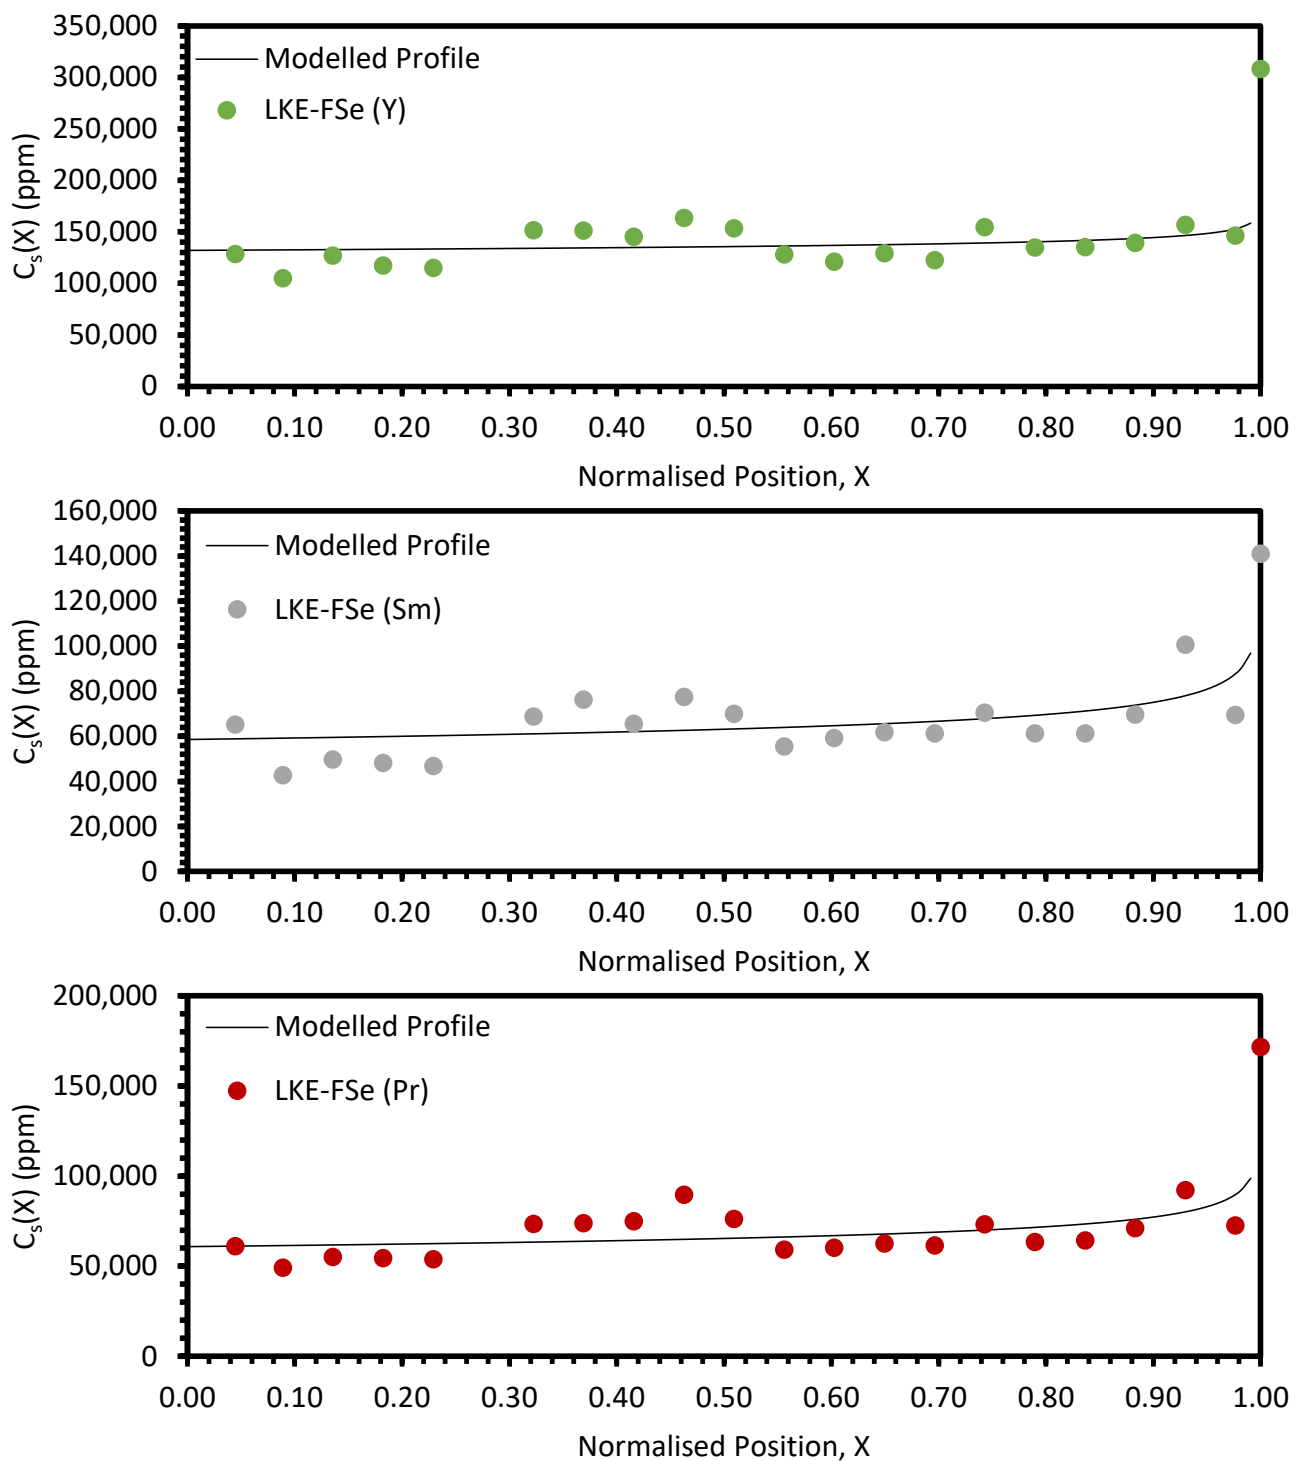 350,000
300,000
250,000
200,000
150,000
100,000
50,000
0
C_s(X) (ppm)
Modelled Profile
LKE-FSe (Y)
0.00 0.10 0.20 0.30 0.40 0.50 0.60 0.70 0.80 0.90 1.00
Normalised Position, X
160,000
140,000
120,000
100,000
80,000
60,000
40,000
20,000
0
C_s(X) (ppm)
Modelled Profile
LKE-FSe (Sm)
0.00 0.10 0.20 0.30 0.40 0.50 0.60 0.70 0.80 0.90 1.00
Normalised Position, X
200,000
150,000
100,000
50,000
0
C_s(X) (ppm)
Modelled Profile
LKE-FSe (Pr)
0.00 0.10 0.20 0.30 0.40 0.50 0.60 0.70 0.80 0.90 1.00
Normalised Position, X